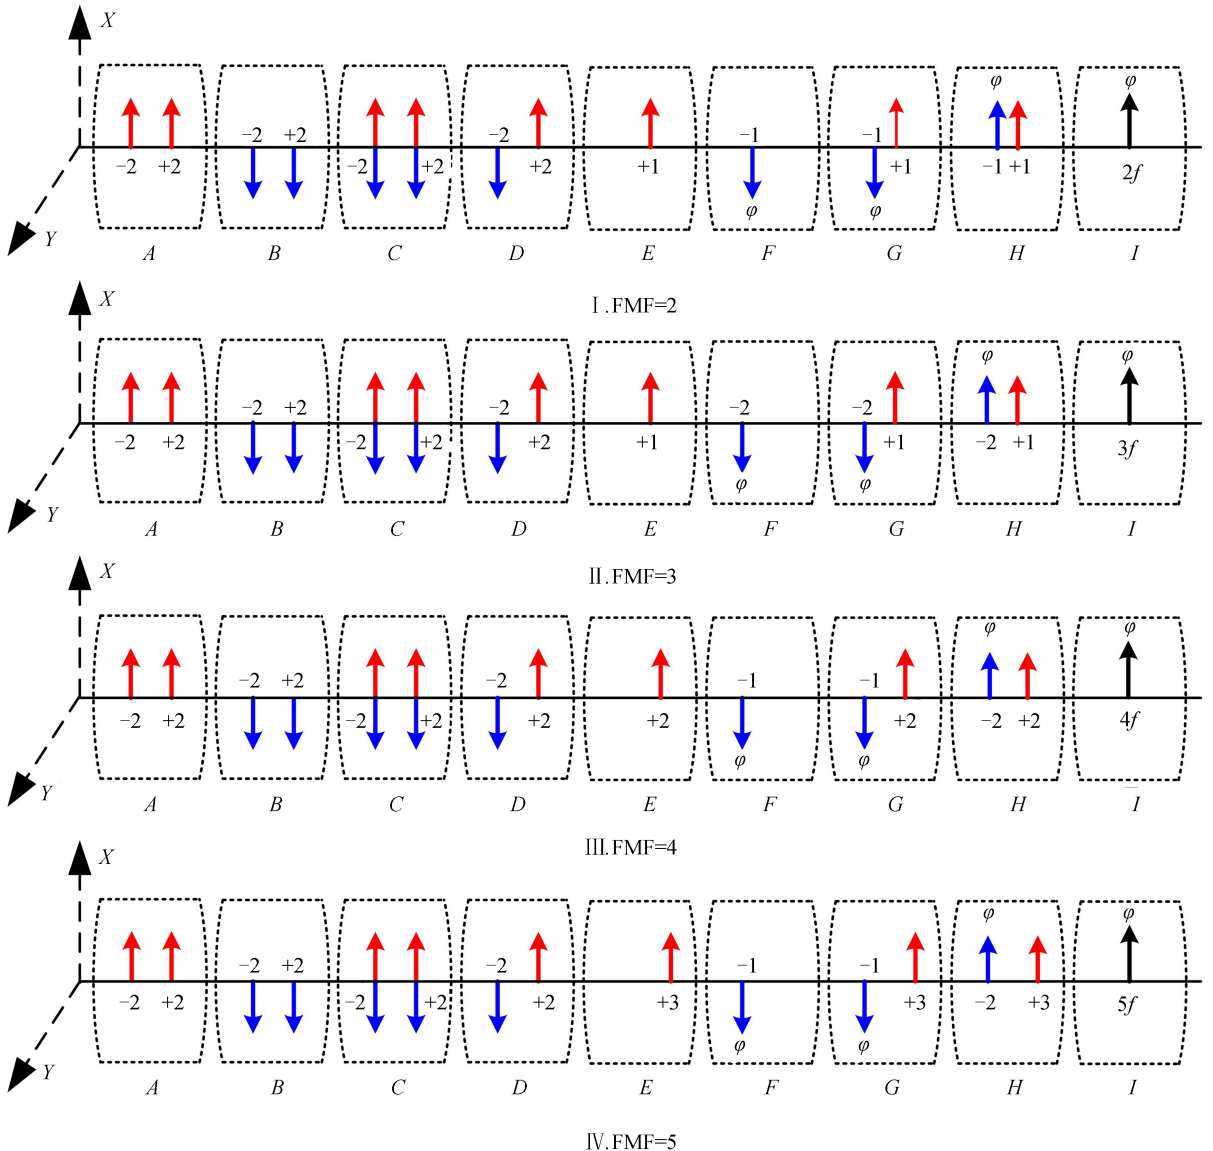 X
φ φ
−2 +2 −2 −1 −1
−2 +2 −2 +2 +2 +1 +1 −1 +1 2f
φ φ
Y
A B C D E F G H I
Ⅰ.FMF=2
X
φ φ
−2 +2 −2 −2 −2
−2 +2 −2 +2 +2 +1 +1 −2 +1 3f
φ φ
Y
A B C D E F G H I
Ⅱ.FMF=3
X
φ φ
−2 +2 −2 −1 −1
−2 +2 −2 +2 +2 +2 +2 −2 +2 4f
φ φ
Y
A B C D E F G H I
Ⅲ.FMF=4
X
φ φ
−2 +2 −2 −1 −1
−2 +2 −2 +2 +2 +3 +3 −2 +3 5f
φ φ
Y
A B C D E F G H I
Ⅳ.FMF=5